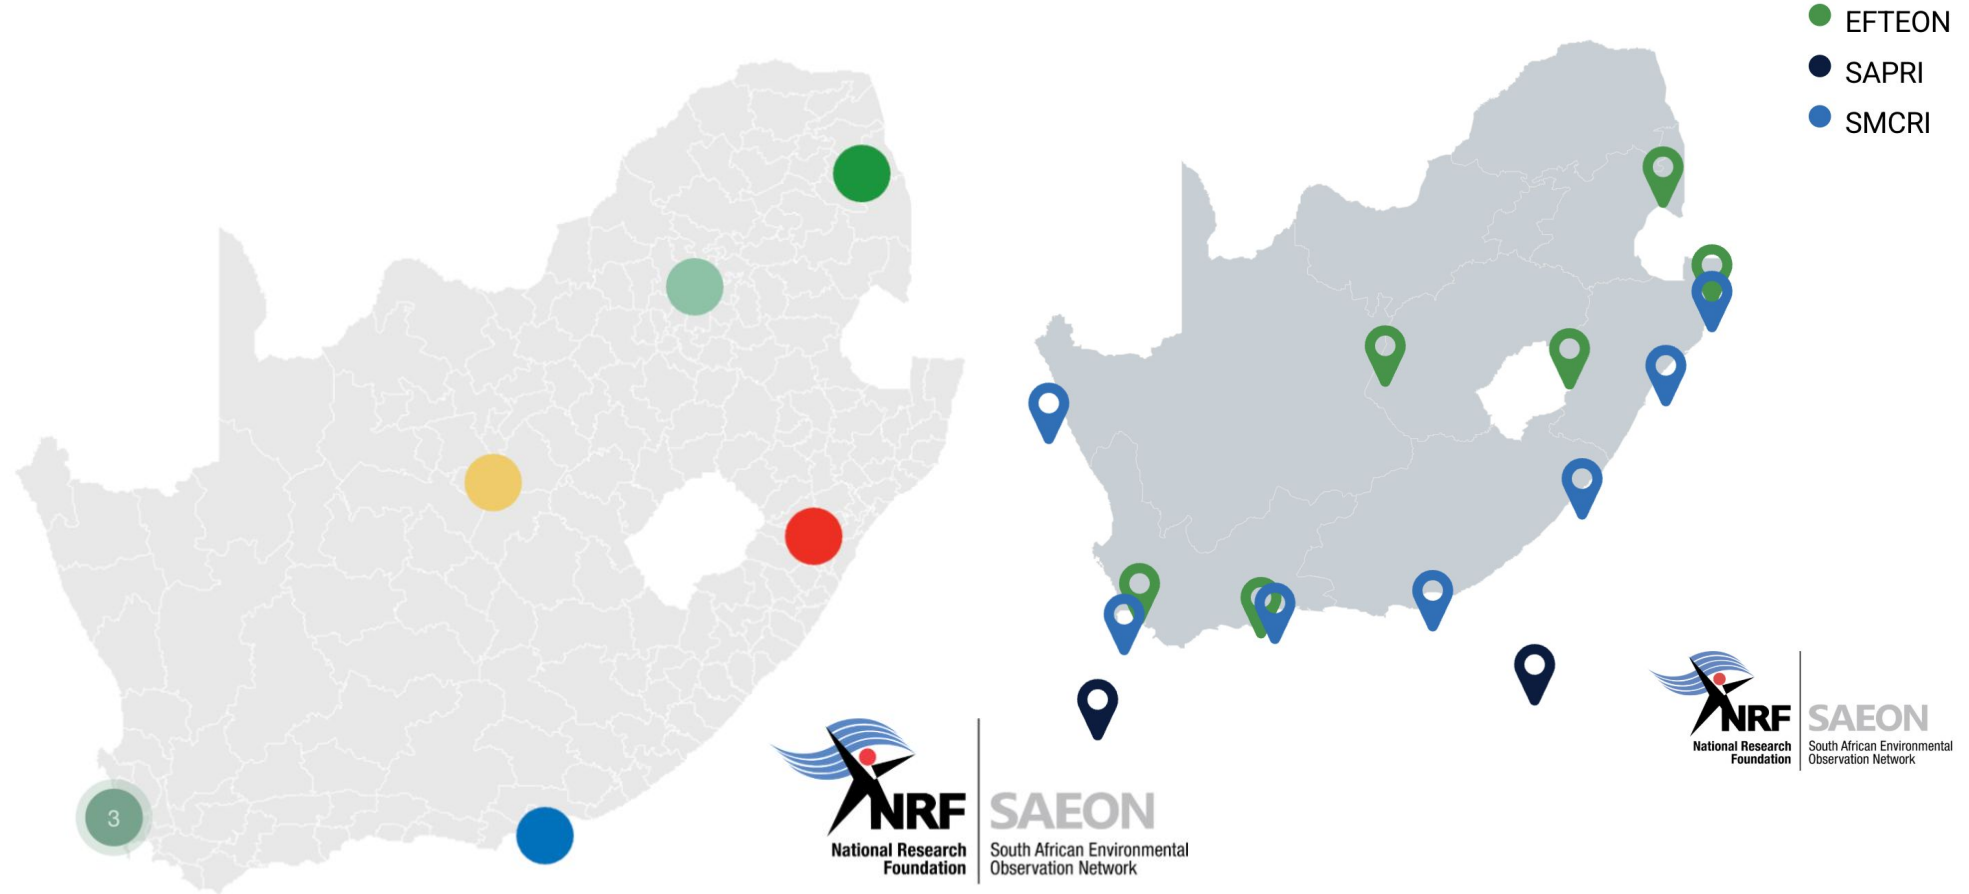 EFTEON
SAPRI
SMCRI
3
NRF
National Research
Foundation
SAEON
South African Environmental
Observation Network
NRF
National Research
Foundation
SAEON
South African Environmental
Observation Network